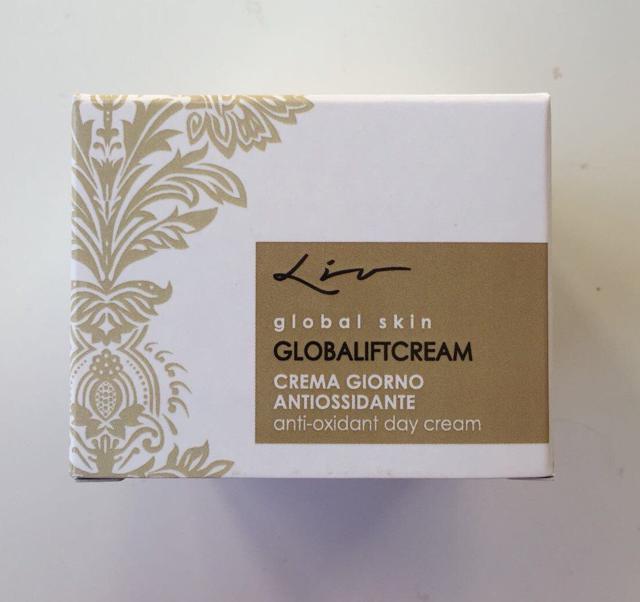 Liv
global skin
GLOBALIFTCREAM
CREMA GIORNO
ANTIOSSIDANTE
anti-oxidant day cream